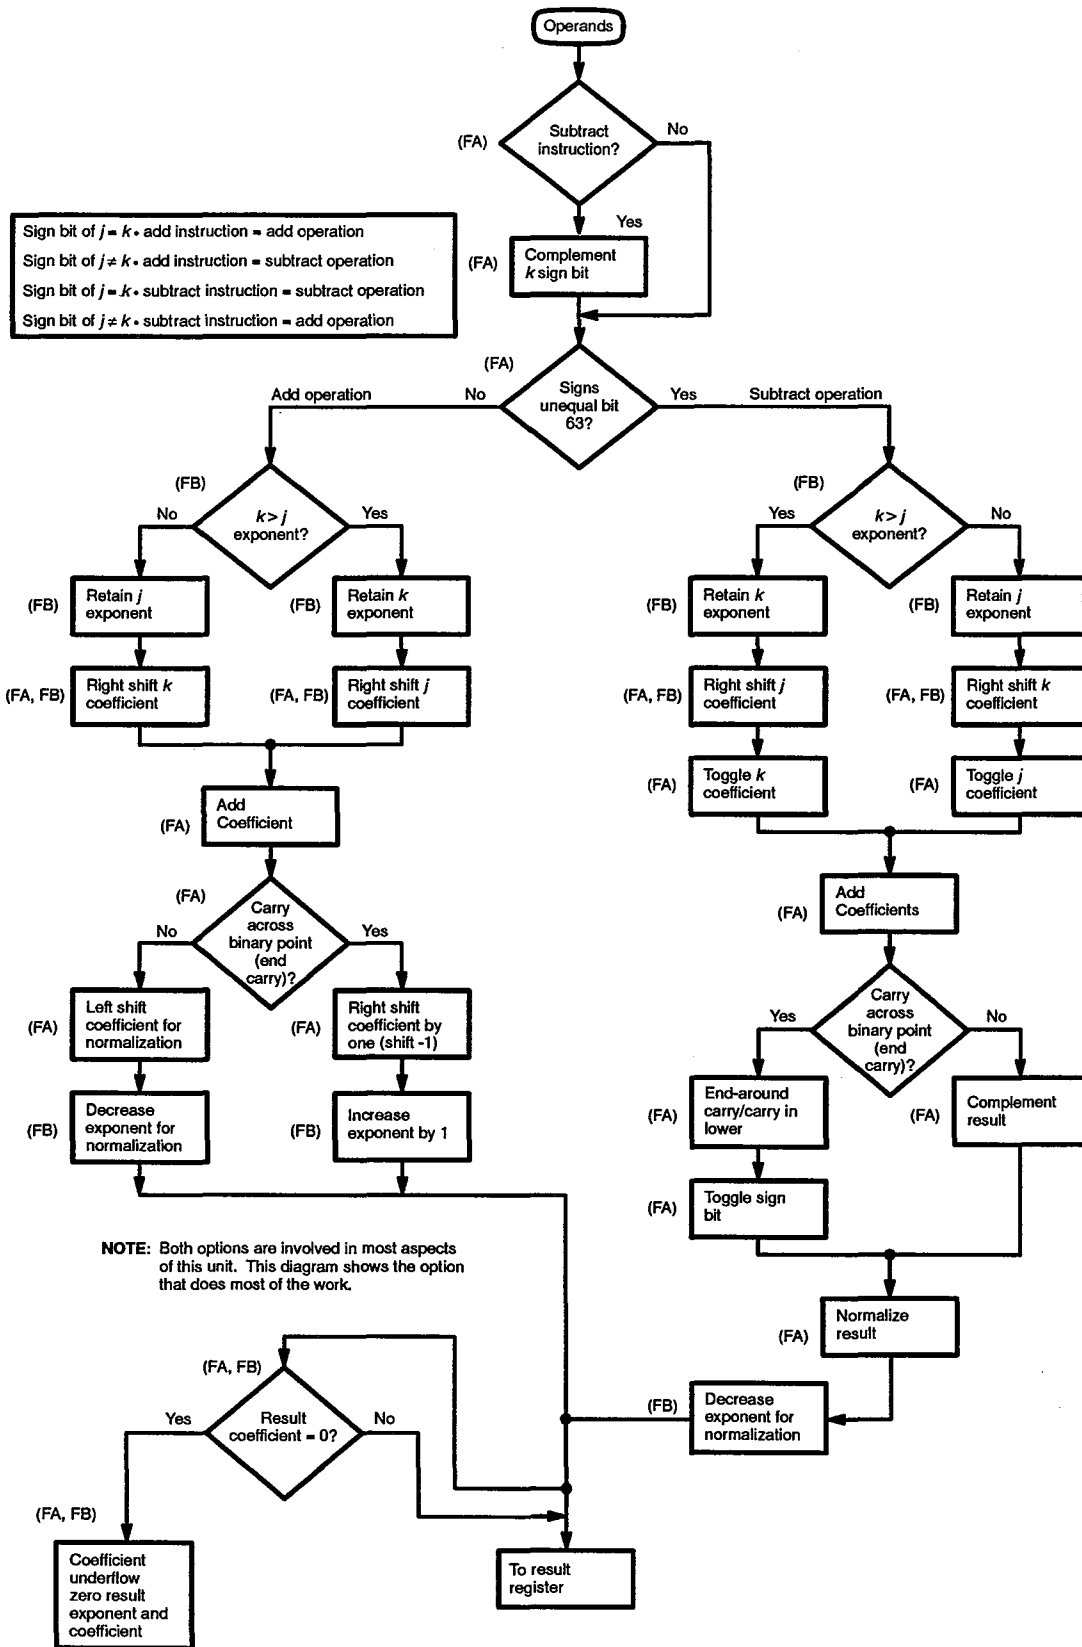 Operands
(FA)
Subtract
instruction?
No
Yes
(FA)
Complement
k sign bit
Sign bit of j = k • add instruction = add operation
Sign bit of j ≠ k • add instruction = subtract operation
Sign bit of j = k • subtract instruction = subtract operation
Sign bit of j ≠ k • subtract instruction = add operation
(FA)
Signs
unequal bit
63?
Add operation
No
Yes
Subtract operation
(FB)
k > j
exponent?
No
Yes
(FB)
Retain j
exponent
(FB)
Retain k
exponent
(FA, FB)
Right shift k
coefficient
(FA, FB)
Right shift j
coefficient
(FA)
Add
Coefficient
(FA)
Carry
across
binary point
(end
carry)?
No
Yes
(FA)
Left shift
coefficient for
normalization
(FA)
Right shift
coefficient by
one (shift -1)
(FB)
Decrease
exponent for
normalization
(FB)
Increase
exponent by 1
(FB)
k > j
exponent?
Yes
No
(FB)
Retain k
exponent
(FB)
Retain j
exponent
(FA, FB)
Right shift j
coefficient
(FA, FB)
Right shift k
coefficient
(FA)
Toggle k
coefficient
(FA)
Toggle j
coefficient
(FA)
Add
Coefficients
Carry
across
binary point
(end
carry)?
Yes
No
(FA)
End-around
carry/carry in
lower
(FA)
Complement
result
(FA)
Toggle sign
bit
(FA)
Normalize
result
(FB)
Decrease
exponent for
normalization
NOTE: Both options are involved in most aspects
of this unit. This diagram shows the option
that does most of the work.
(FA, FB)
Result
coefficient = 0?
Yes
No
(FA, FB)
Coefficient
underflow
zero result
exponent and
coefficient
To result
register